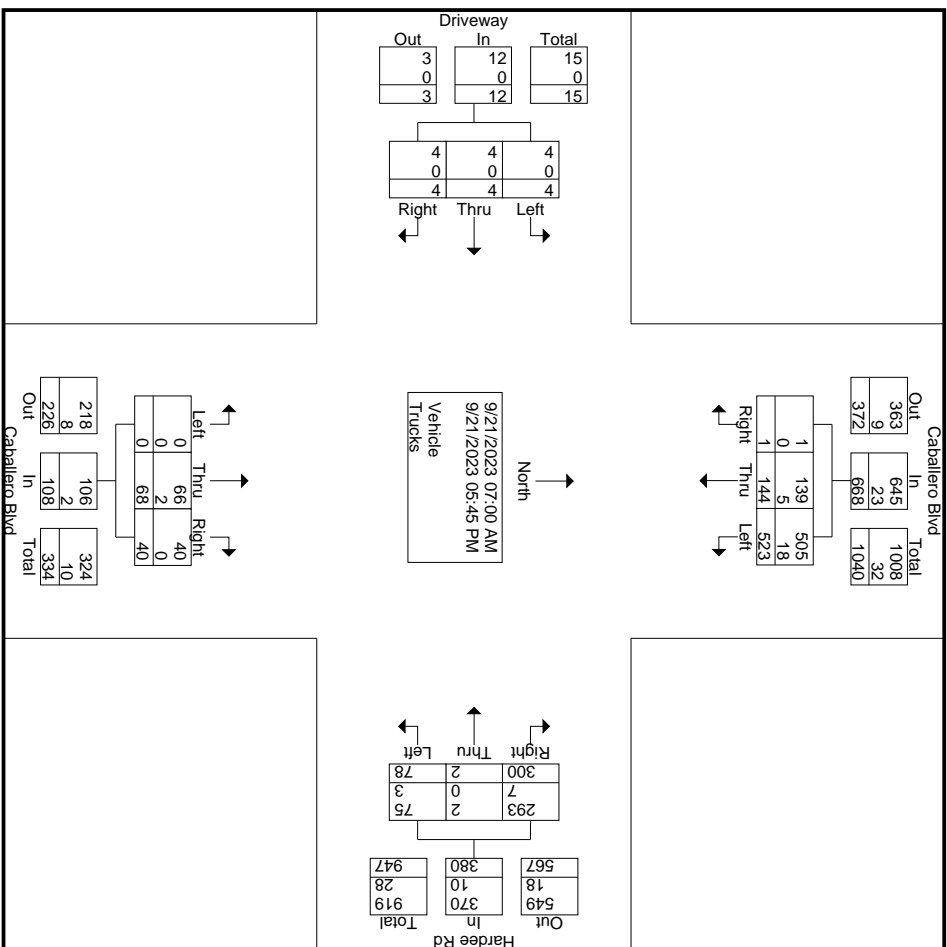 Driveway
Out In Total
3 12 15
0 0 0
3 12 15
4 4 4
0 0 0
4 4 4
Right Thru Left
Caballero Blvd
Out In Total
363 645 1008
9 23 32
372 668 1040
1 139 505
0 5 18
1 144 523
Right Thru Left
North
9/21/2023 07:00 AM
9/21/2023 05:45 PM
Vehicle
Trucks
Left Thru Right
0 66 40
0 2 0
0 68 40
Out In Total
218 106 324
8 2 10
226 108 334
Caballero Blvd
Left Thru Right
78 2 300
3 0 7
75 2 293
947 380 567
28 10 18
919 370 549
Total In Out
Hardee Rd